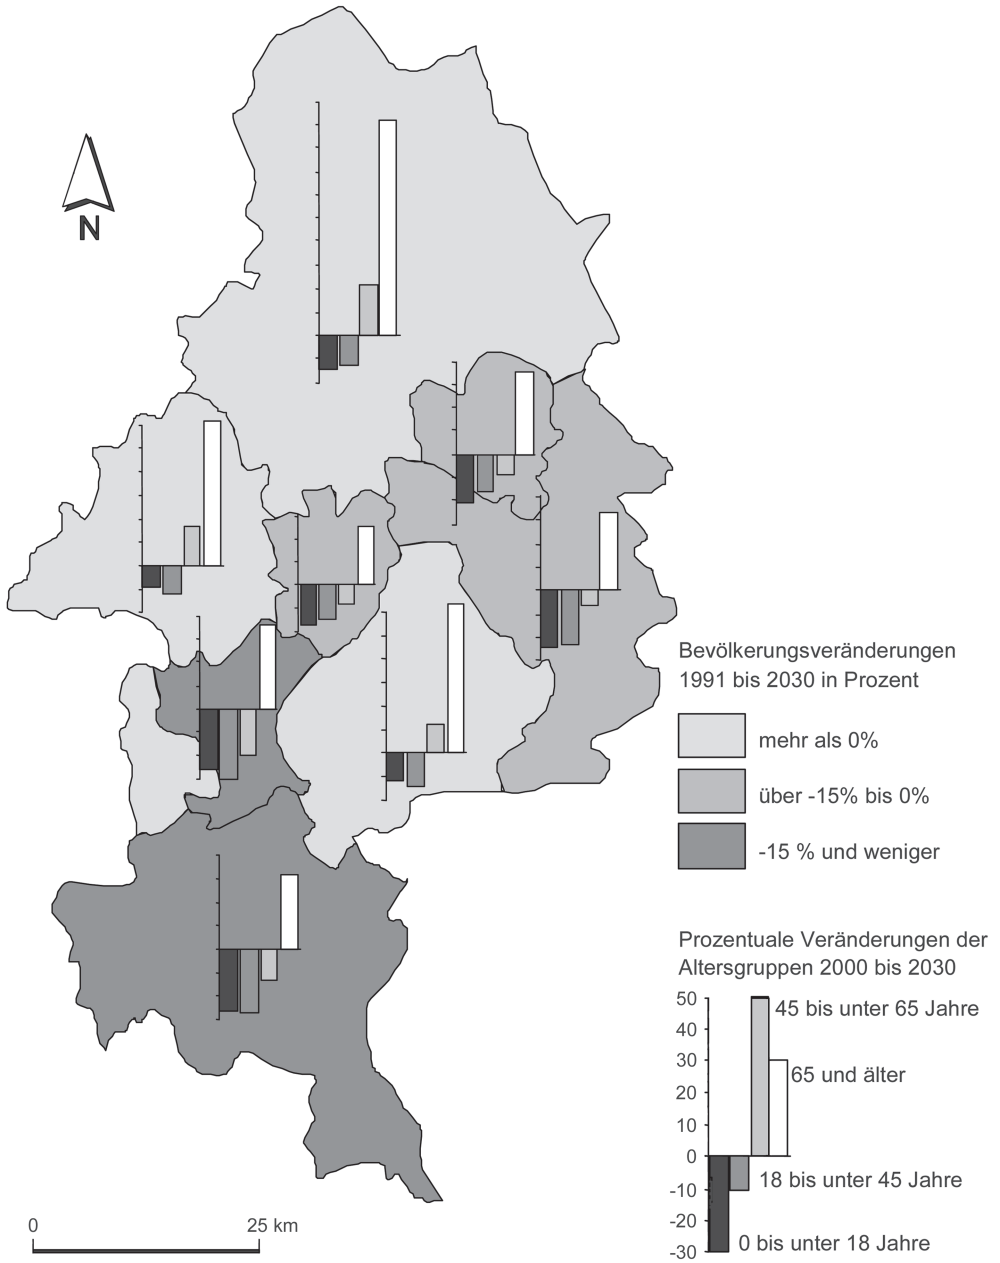 N
Bevölkerungsveränderungen
1991 bis 2030 in Prozent
mehr als 0%
über -15% bis 0%
-15 % und weniger
Prozentuale Veränderungen der
Altersgruppen 2000 bis 2030
50
45 bis unter 65 Jahre
40
30
65 und älter
20
10
0
18 bis unter 45 Jahre
-10
-20
-30
0 bis unter 18 Jahre
0 25 km